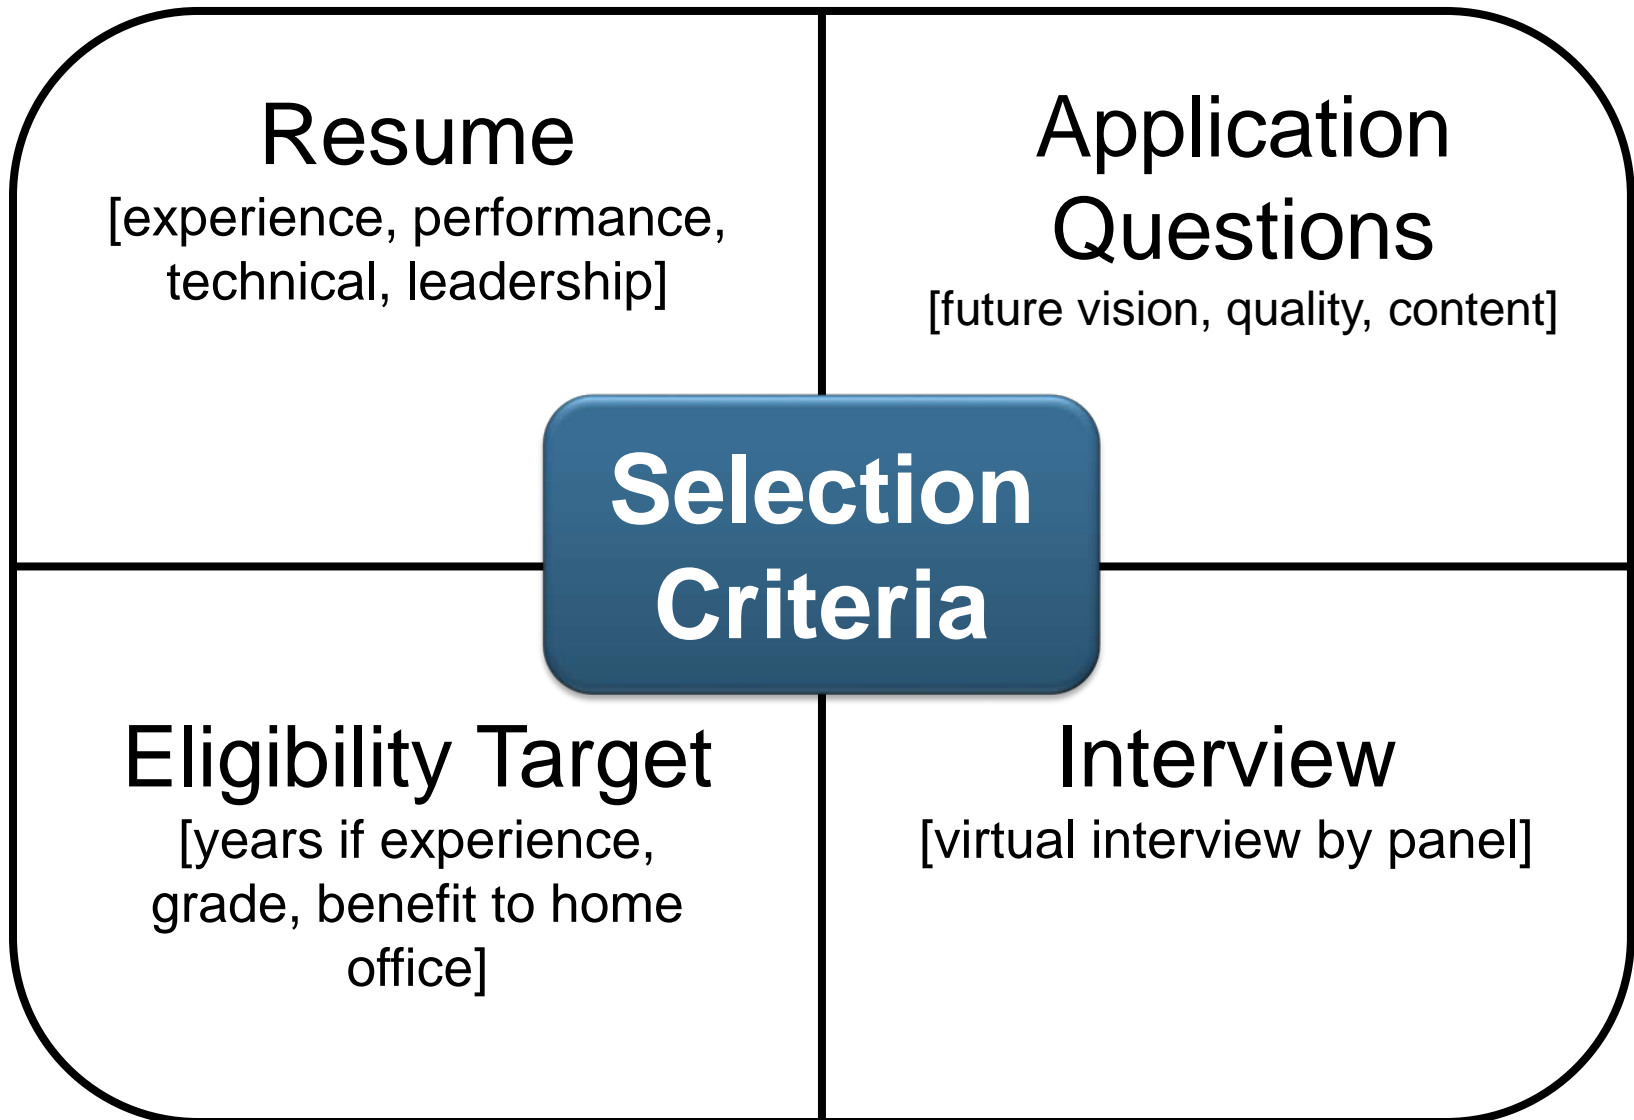 Resume
[experience, performance,
technical, leadership]
Application
Questions
[future vision, quality, content]
Selection
Criteria
Eligibility Target
[years if experience,
grade, benefit to home
office]
Interview
[virtual interview by panel]